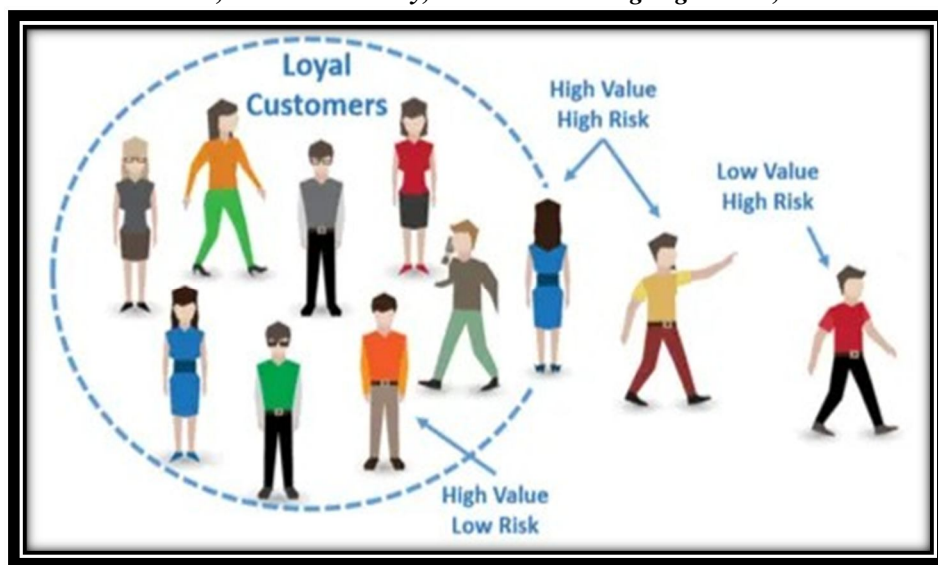 Loyal
Customers
High Value
High Risk
Low Value
High Risk
High Value
Low Risk